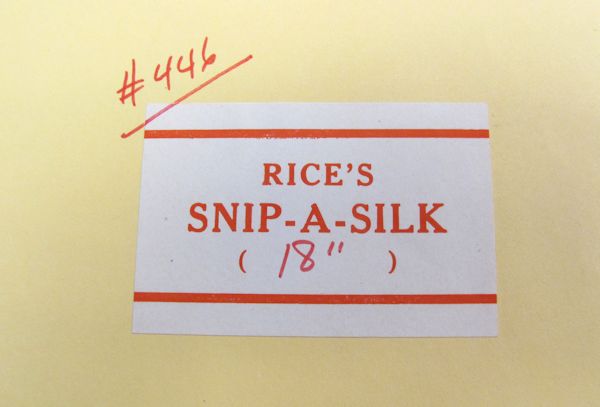 #446
RICE'S
SNIP-A-SILK
( 18" )